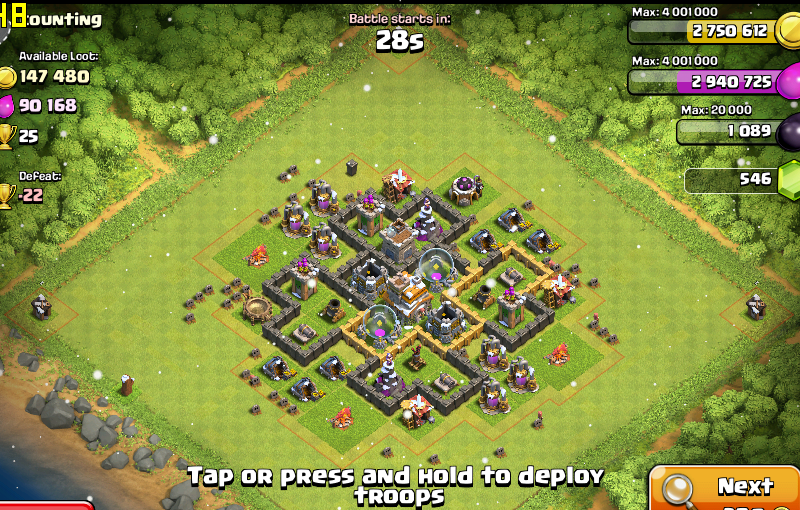 48
counting
Available Loot:
147 480
90 168
25
Defeat:
-22
Battle starts in:
28s
Max: 4 001 000
2 750 612
Max: 4 001 000
2 940 725
Max: 20 000
1 089
546
Tap or press and hold to deploy
troops
Next